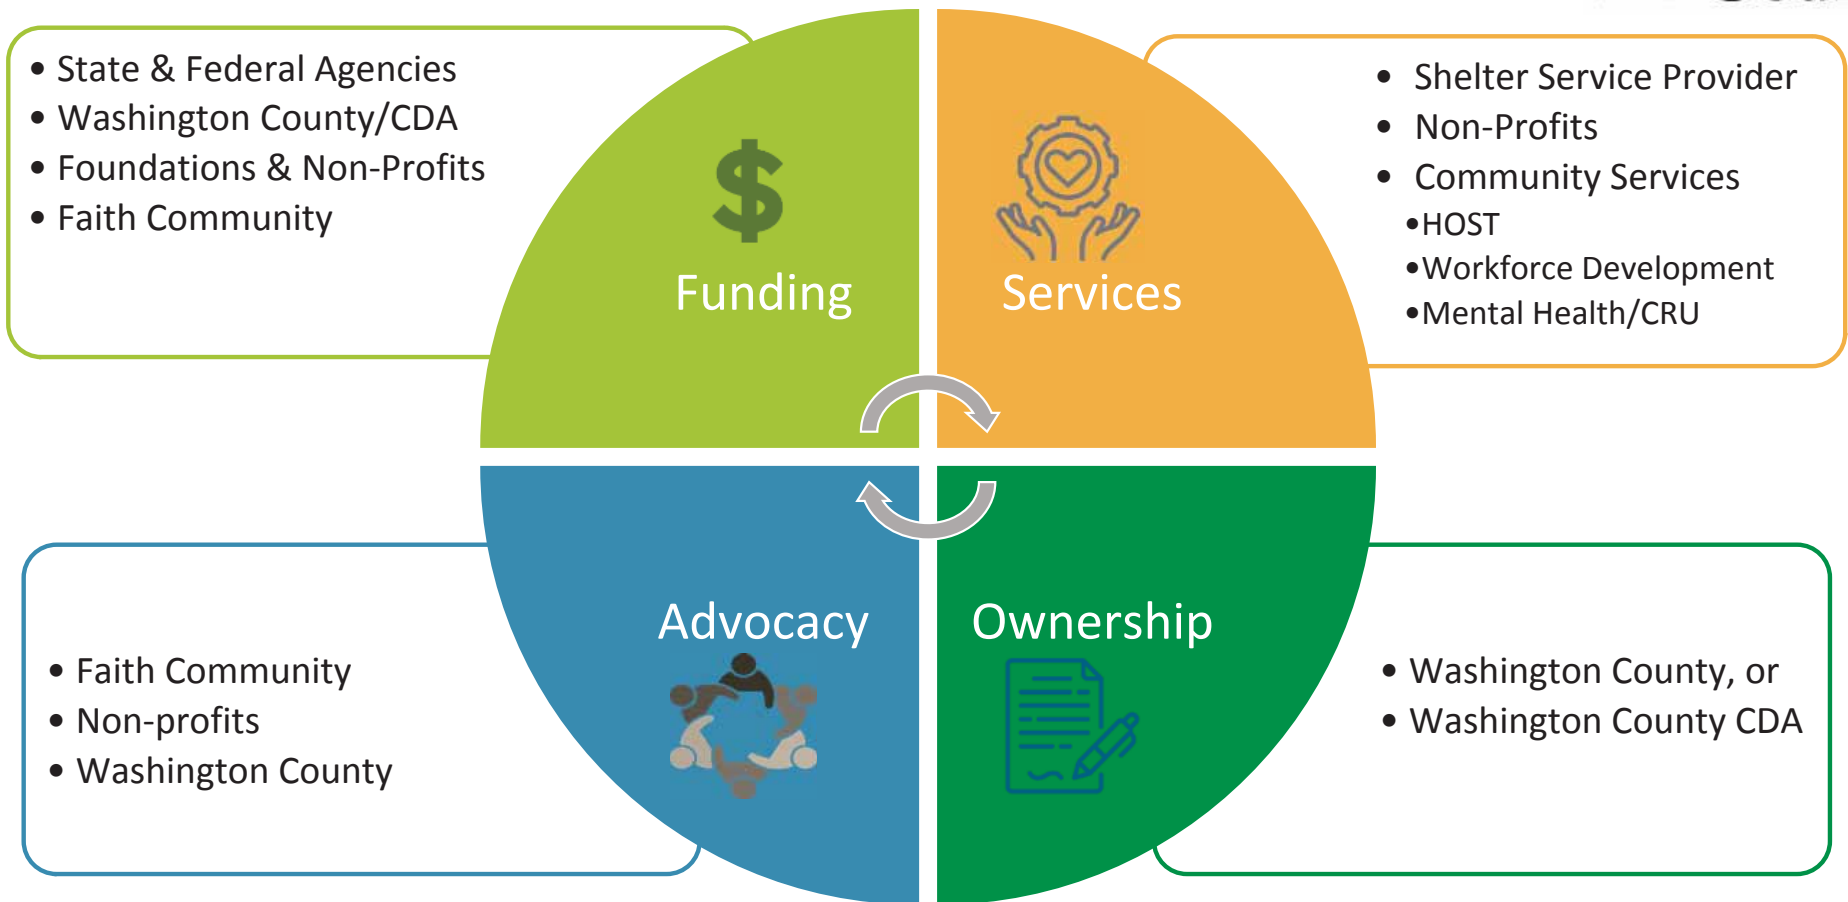 • State & Federal Agencies
• Washington County/CDA
• Foundations & Non-Profits
• Faith Community
$
Funding
Services
• Shelter Service Provider
• Non-Profits
• Community Services
•HOST
•Workforce Development
•Mental Health/CRU
Advocacy
• Faith Community
• Non-profits
• Washington County
Ownership
• Washington County, or
• Washington County CDA